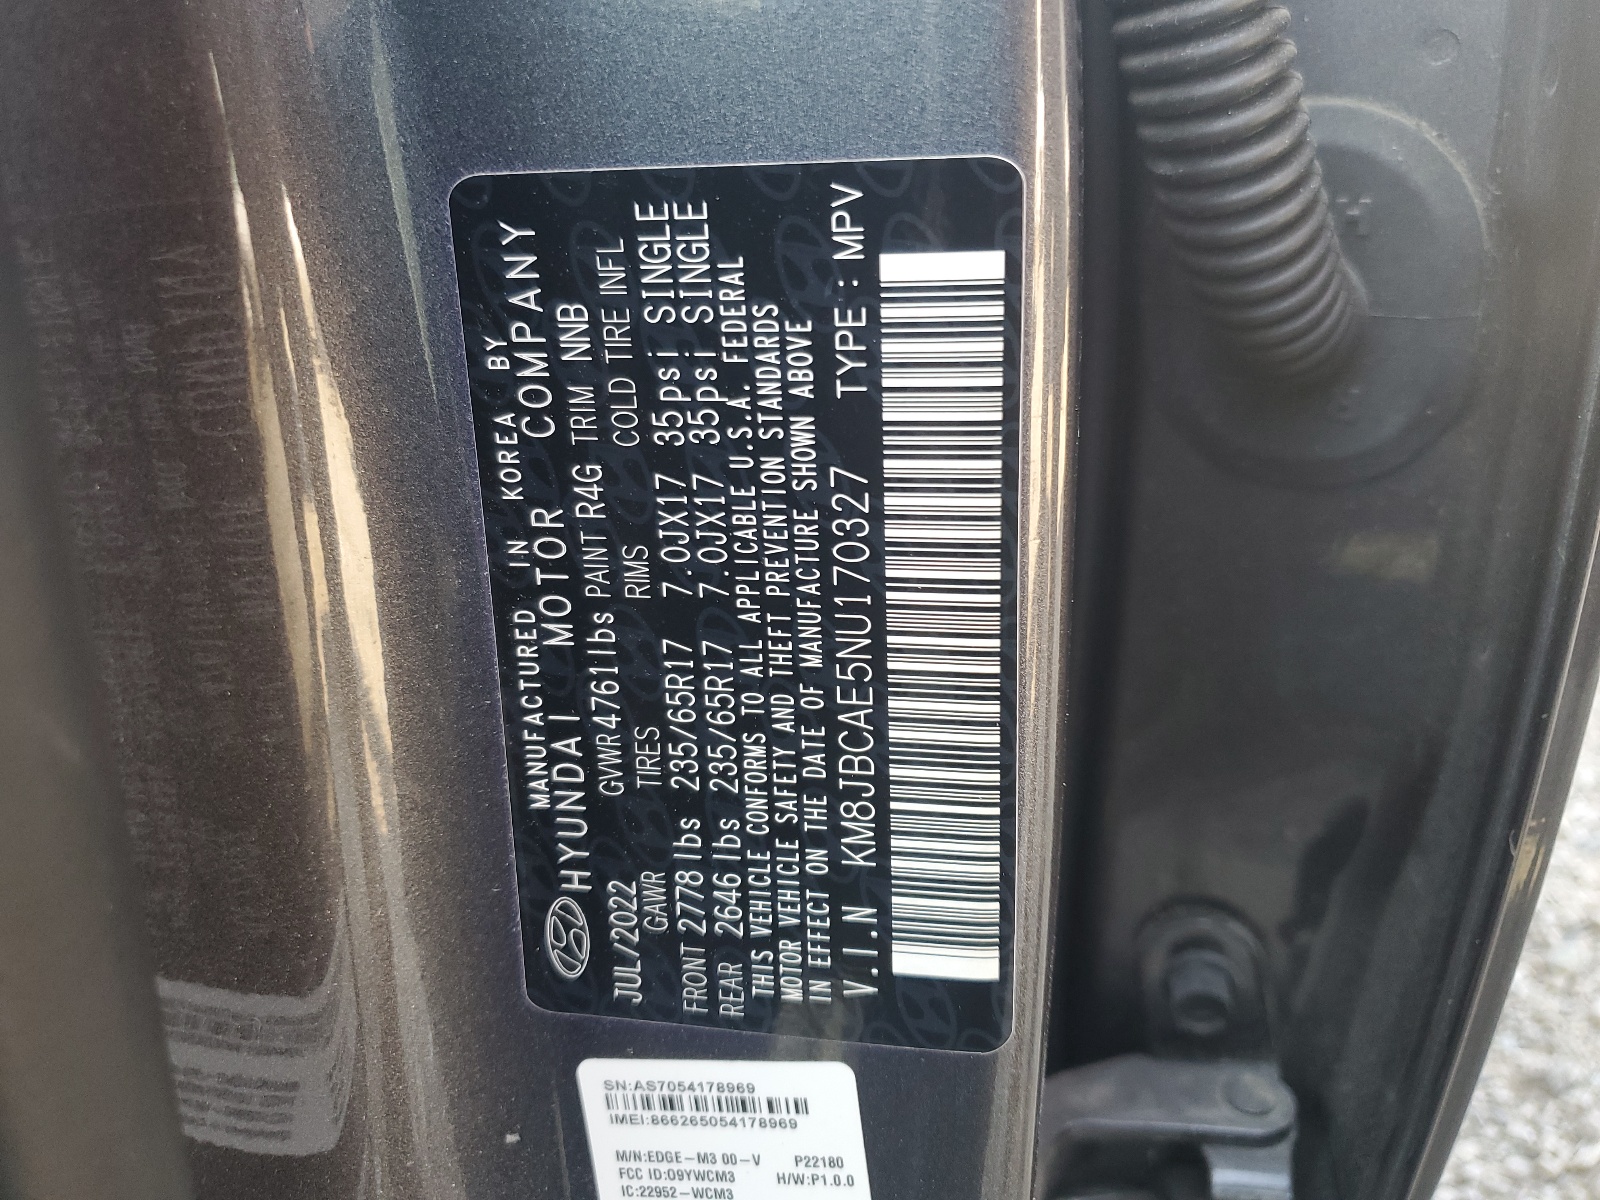 MANUFACTURED IN KOREA BY
HYUNDAI MOTOR COMPANY
JUL/2022 GVWR 4761lbs PAINT R4G TRIM NNB
GAWR TIRES RIMS COLD TIRE INFL
FRONT 2778 lbs 235/65R17 7.0JX17 35psi SINGLE
REAR 2646 lbs 235/65R17 7.0JX17 35psi SINGLE
THIS VEHICLE CONFORMS TO ALL APPLICABLE U.S.A. FEDERAL
MOTOR VEHICLE SAFETY AND THEFT PREVENTION STANDARDS
IN EFFECT ON THE DATE OF MANUFACTURE SHOWN ABOVE
V.I.N KM8JBCAE5NU170327 TYPE : MPV
SN:AS7054178969
IMEI:866265054178969
M/N:EDGE-M3 00-V P22180
FCC ID:O9YWCM3 H/W:P1.0.0
IC:22952-WCM3